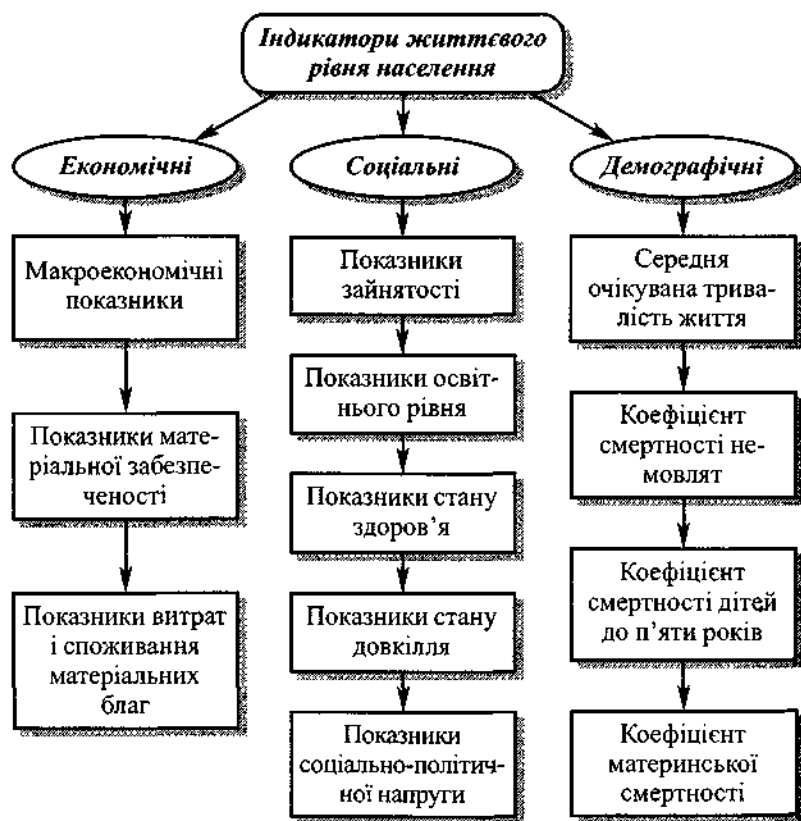 Індикатори життєвого
рівня населення
Економічні
Соціальні
Демографічні
Макроекономічні
показники
Показники мате-
ріальної забезпе-
ченості
Показники витрат
і споживання
матеріальних
благ
Показники
зайнятості
Показники освіт-
нього рівня
Показники стану
здоров’я
Показники стану
довкілля
Показники
соціально-політич-
ної напруги
Середня
очікувана трива-
лість життя
Коефіцієнт
смертності не-
мовлят
Коефіцієнт
смертності дітей
до п’яти років
Коефіцієнт
материнської
смертності